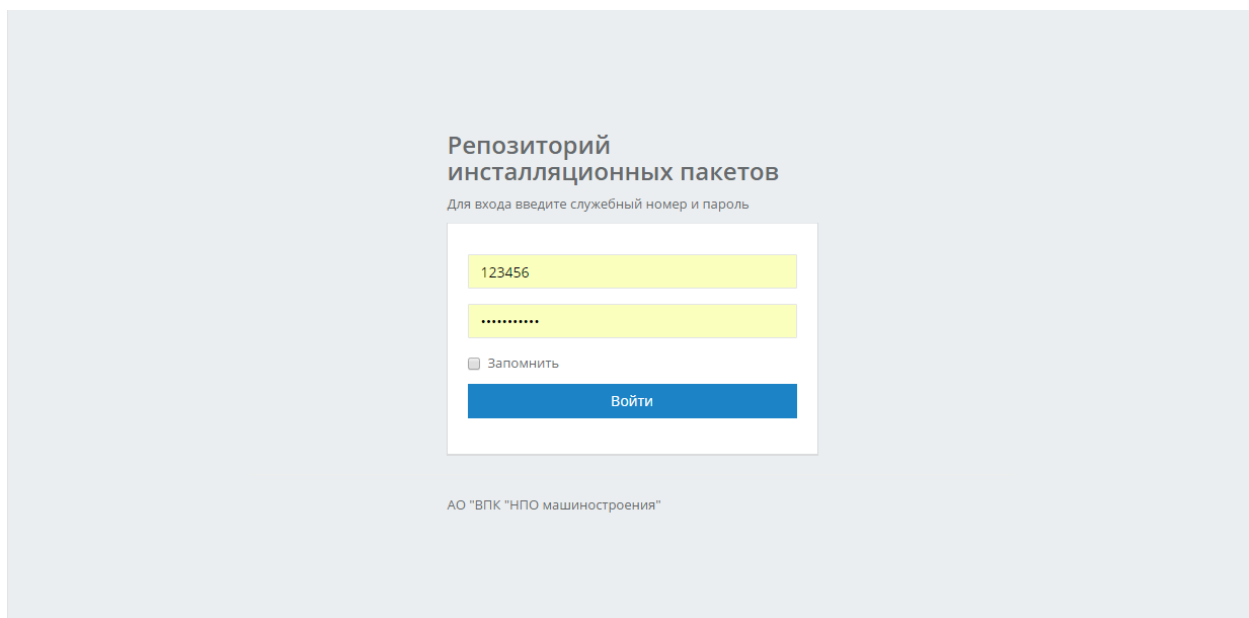 Репозиторий
инсталляционных пакетов
Для входа введите служебный номер и пароль
123456
•••••••••••
Запомнить
Войти
АО "ВПК "НПО машиностроения"